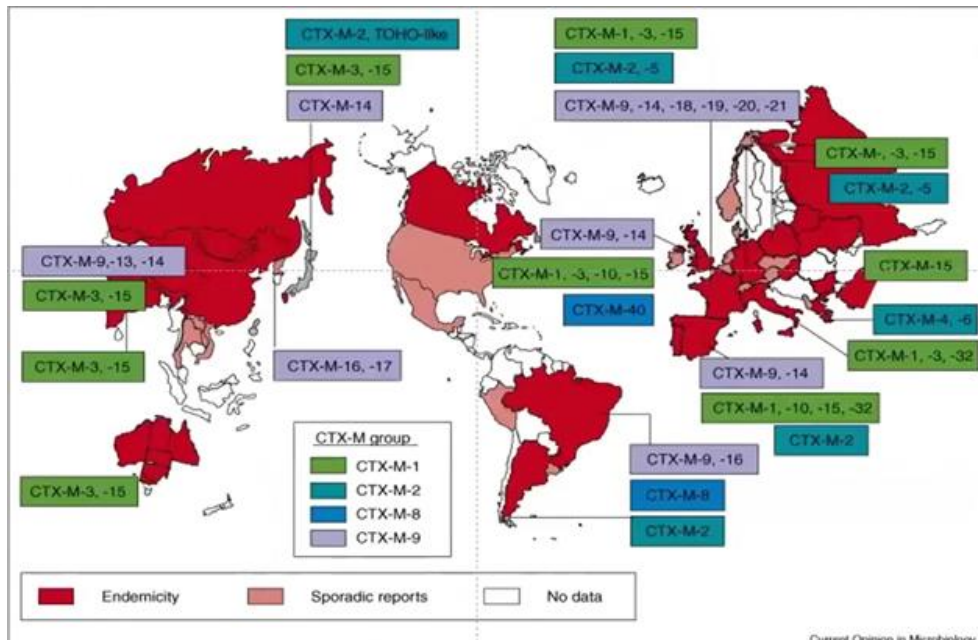 CTX-M-2, TOHO-like
CTX-M-3, -15
CTX-M-14
CTX-M-1, -3, -15
CTX-M-2, -5
CTX-M-9, -14, -18, -19, -20, -21
CTX-M-, -3, -15
CTX-M-2, -5
CTX-M-9,-13, -14
CTX-M-3, -15
CTX-M-3, -15
CTX-M-16, -17
CTX-M-9, -14
CTX-M-1, -3, -10, -15
CTX-M-40
CTX-M-15
CTX-M-4, -6
CTX-M-1, -3, -32
CTX-M-9, -14
CTX-M-1, -10, -15, -32
CTX-M-2
CTX-M-3, -15
CTX-M-9, -16
CTX-M-8
CTX-M-2
CTX-M group
CTX-M-1
CTX-M-2
CTX-M-8
CTX-M-9
Endemicity
Sporadic reports
No data
Current Opinion in Microbiology